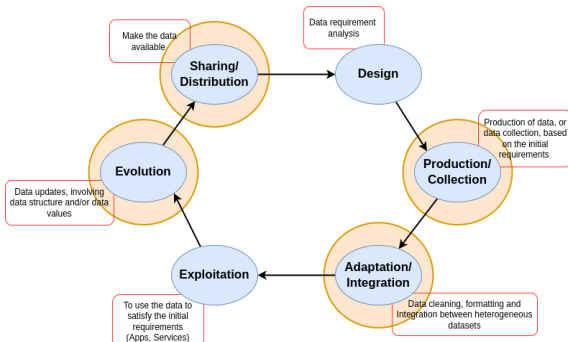 Data requirement
analysis
Make the data
available
Sharing/
Distribution
Design
Production of data, or
data collection, based
on the initial
requirements
Production/
Collection
Evolution
Data updates, involving
data structure and/or data
values
Exploitation
Adaptation/
Integration
To use the data to
satisfy the initial
requirements
(Apps, Services)
Data cleaning, formatting and
Integration between heterogeneous
datasets